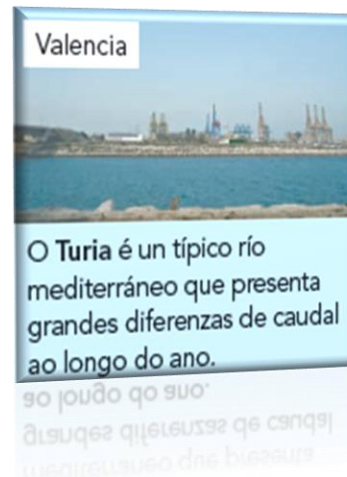 Valencia
O Turia é un típico río
mediterráneo que presenta
grandes diferenzas de caudal
ao longo do ano.